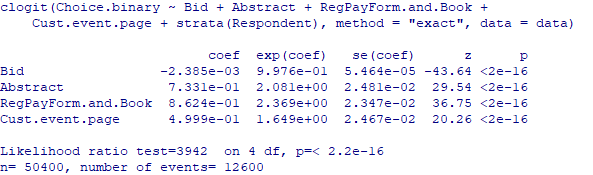 clogit(Choice.binary ~ Bid + Abstract + RegPayForm.and.Book +
Cust.event.page + strata(Respondent), method = "exact", data = data)
coef exp(coef) se(coef) z p
Bid -2.385e-03 9.976e-01 5.464e-05 -43.64 <2e-16
Abstract 7.331e-01 2.081e+00 2.481e-02 29.54 <2e-16
RegPayForm.and.Book 8.624e-01 2.369e+00 2.347e-02 36.75 <2e-16
Cust.event.page 4.999e-01 1.649e+00 2.467e-02 20.26 <2e-16
Likelihood ratio test=3942 on 4 df, p=< 2.2e-16
n= 50400, number of events= 12600